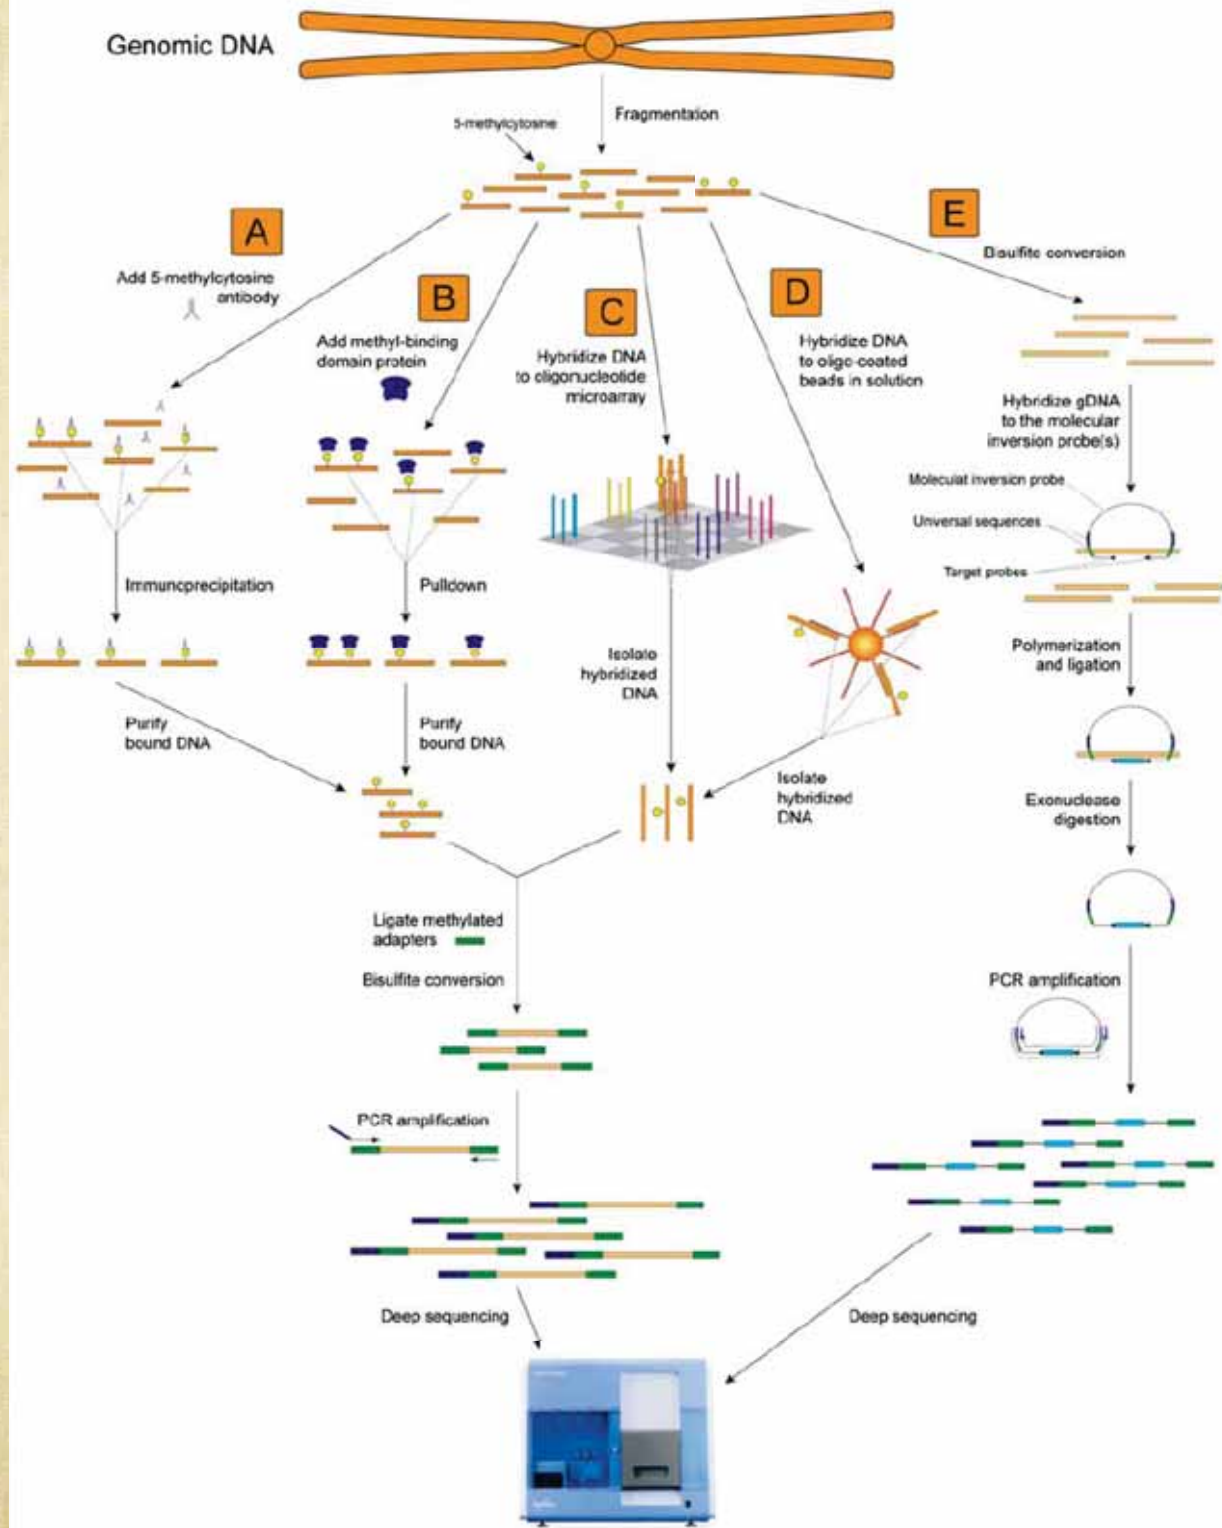 Genomic DNA
Fragmentation
5-methylcytosine
A
Add 5-methylcytosine
antibody
B
Add methyl-binding
domain protein
C
Hybridize DNA
to oligonucleotide
microarray
D
Hybridize DNA
to oligo-coated
beads in solution
E
Bisulfite conversion
Hybridize gDNA
to the molecular
inversion probe(s)
Moleculat inversion probe
Unversal sequences
Target probes
Immunoprecipitation
Pulldown
Isolate
hybridized
DNA
Polymerization
and ligation
Purify
bound DNA
Purify
bound DNA
Isolate
hybridized
DNA
Exonuclease
digestion
Ligate methylated
adapters
Bisulfite conversion
PCR amplification
PCR amplification
Deep sequencing
Deep sequencing